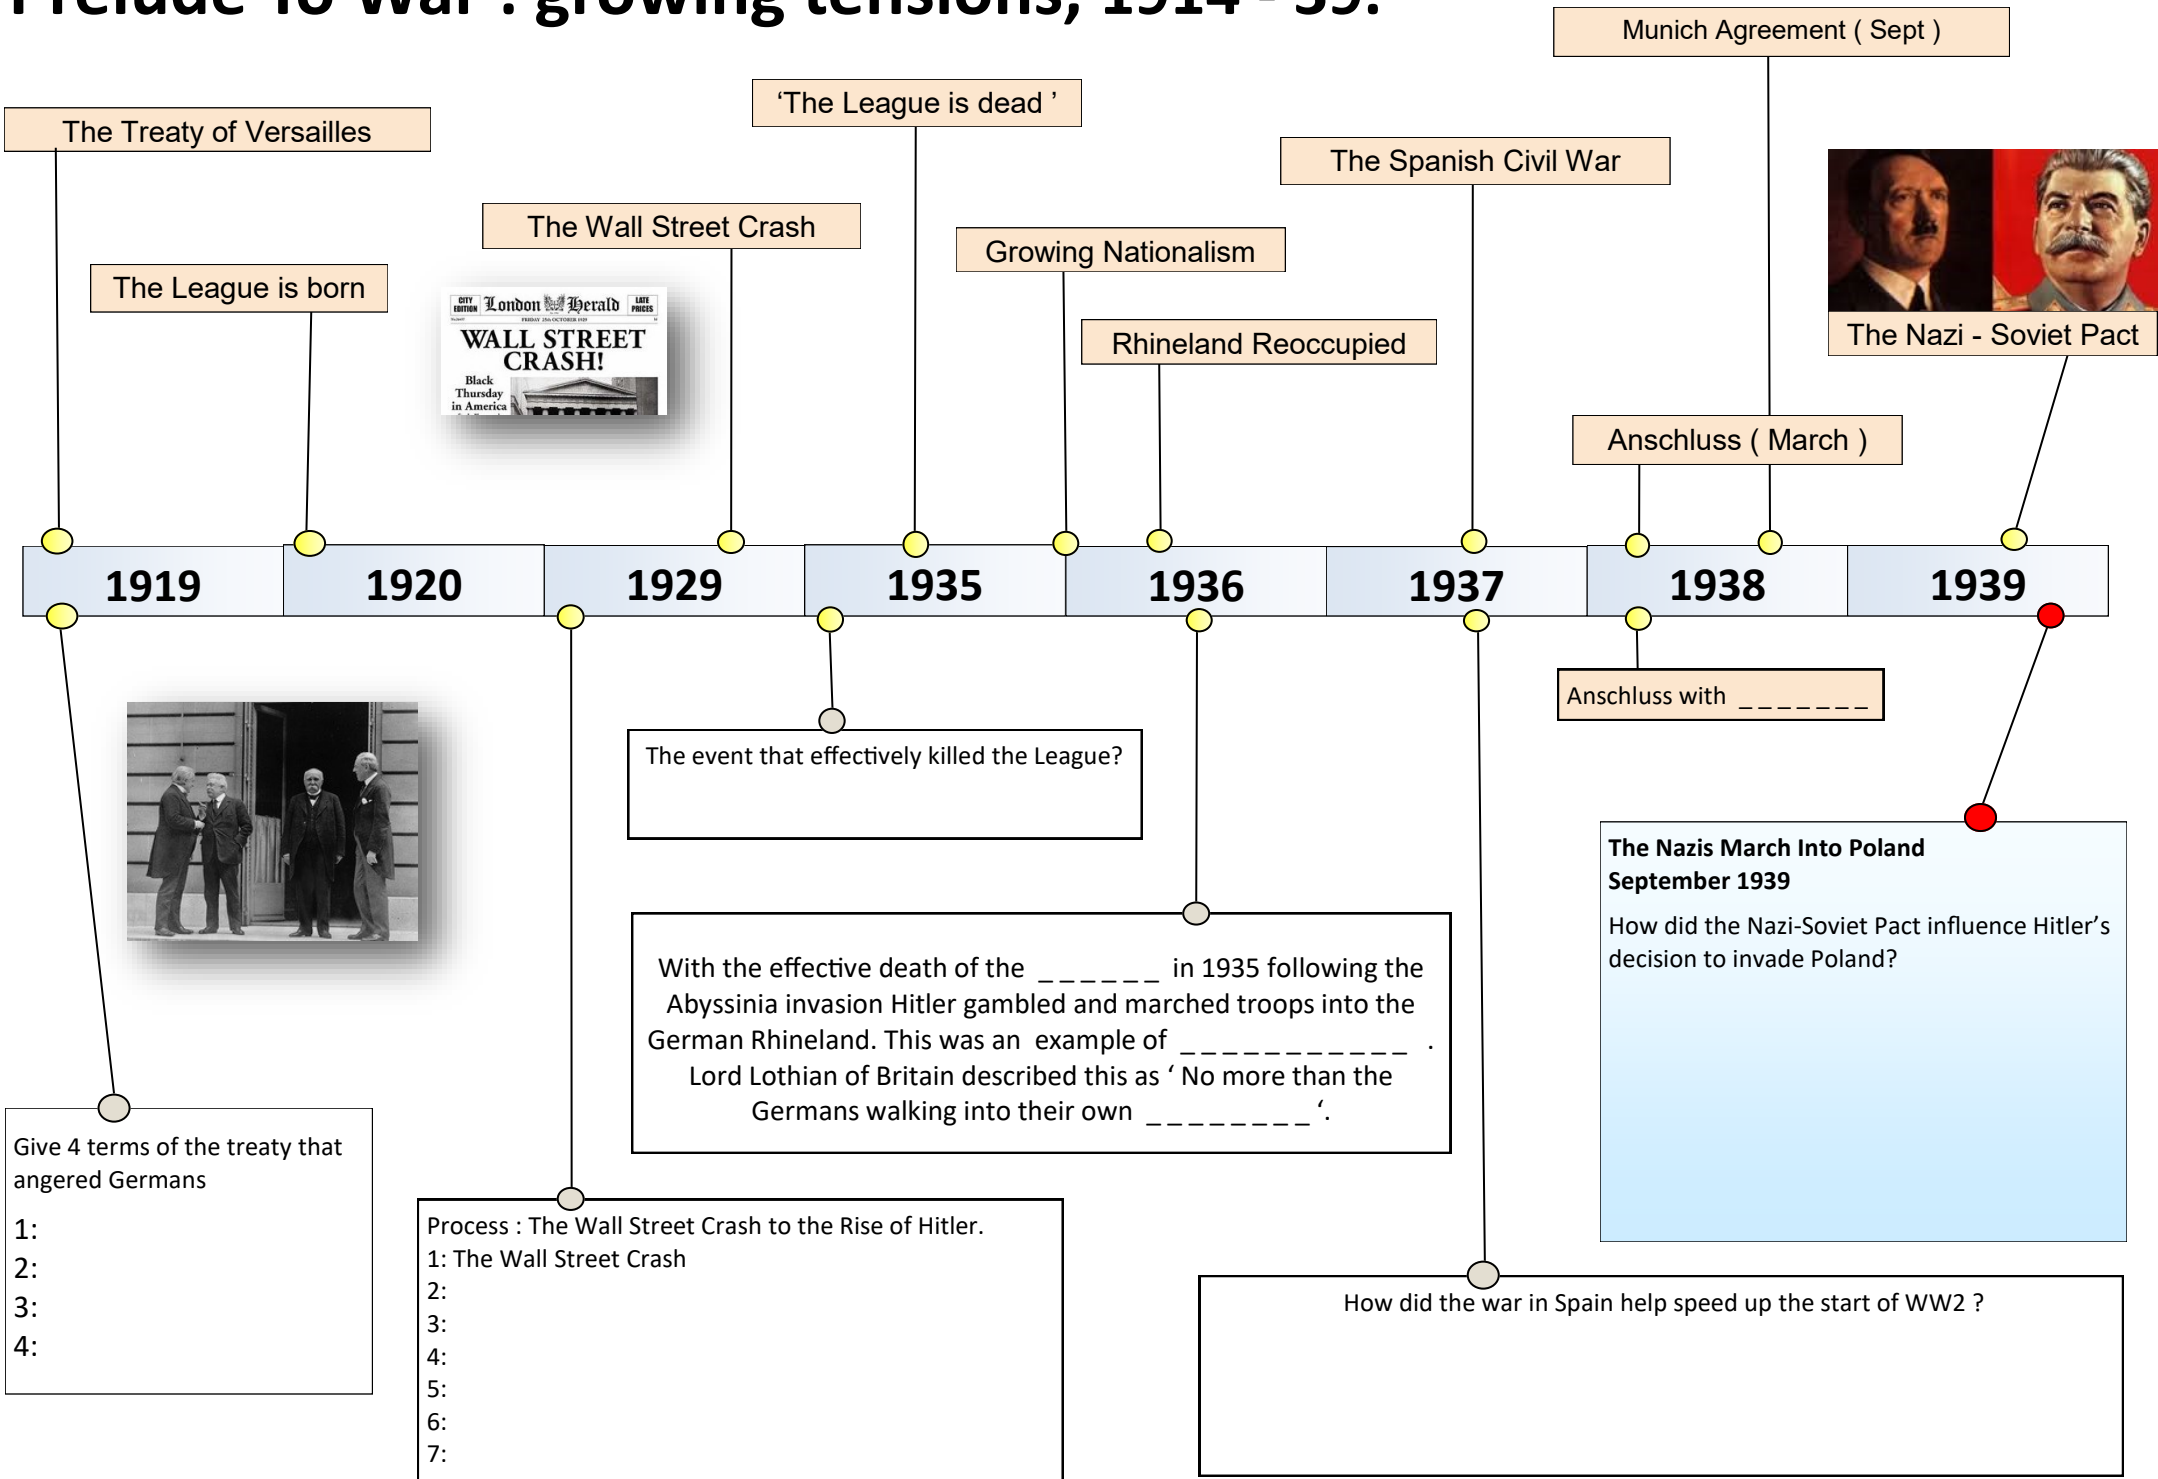 Prelude To War : growing tensions, 1914 - 39.
Munich Agreement ( Sept )
‘The League is dead ’
The Treaty of Versailles
The Spanish Civil War
The Wall Street Crash
Growing Nationalism
The League is born
CITY EDITION London Herald LATE PRICES
FRIDAY 25th OCTOBER 1929
WALL STREET
CRASH!
Black
Thursday
in America
Rhineland Reoccupied
The Nazi - Soviet Pact
Anschluss ( March )
1919 1920 1929 1935 1936 1937 1938 1939
Anschluss with _ _ _ _ _ _ _
The event that effectively killed the League?
The Nazis March Into Poland
September 1939
How did the Nazi-Soviet Pact influence Hitler’s
decision to invade Poland?
With the effective death of the _ _ _ _ _ _ in 1935 following the
Abyssinia invasion Hitler gambled and marched troops into the
German Rhineland. This was an example of _ _ _ _ _ _ _ _ _ _ _ .
Lord Lothian of Britain described this as ‘ No more than the
Germans walking into their own _ _ _ _ _ _ _ _ ‘.
Give 4 terms of the treaty that
angered Germans
1:
2:
3:
4:
Process : The Wall Street Crash to the Rise of Hitler.
1: The Wall Street Crash
2:
3:
4:
5:
6:
7:
How did the war in Spain help speed up the start of WW2 ?